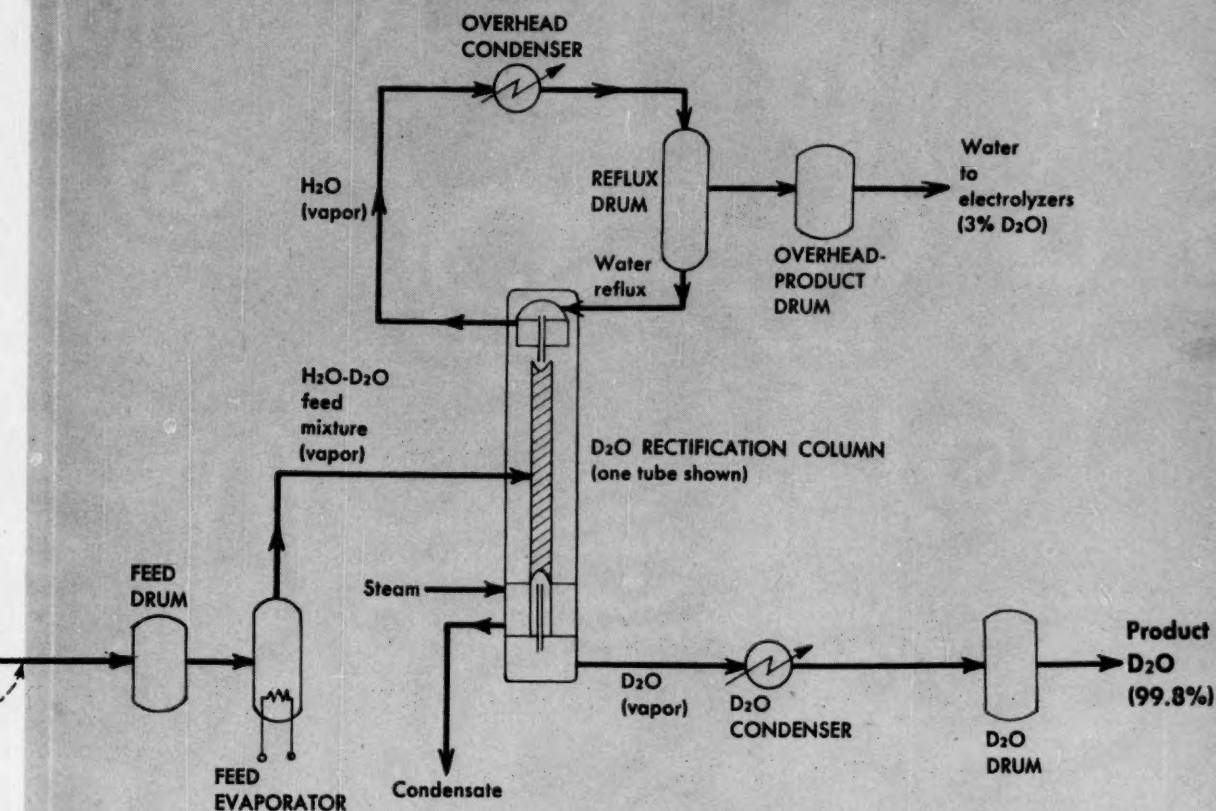 OVERHEAD
CONDENSER
H2O
(vapor)
REFLUX
DRUM
Water
to
electrolyzers
(3% D2O)
OVERHEAD-
PRODUCT
DRUM
Water
reflux
H2O-D2O
feed
mixture
(vapor)
D2O RECTIFICATION COLUMN
(one tube shown)
FEED
DRUM
Steam
FEED
EVAPORATOR
Condensate
D2O
(vapor)
D2O
CONDENSER
D2O
DRUM
Product
D2O
(99.8%)